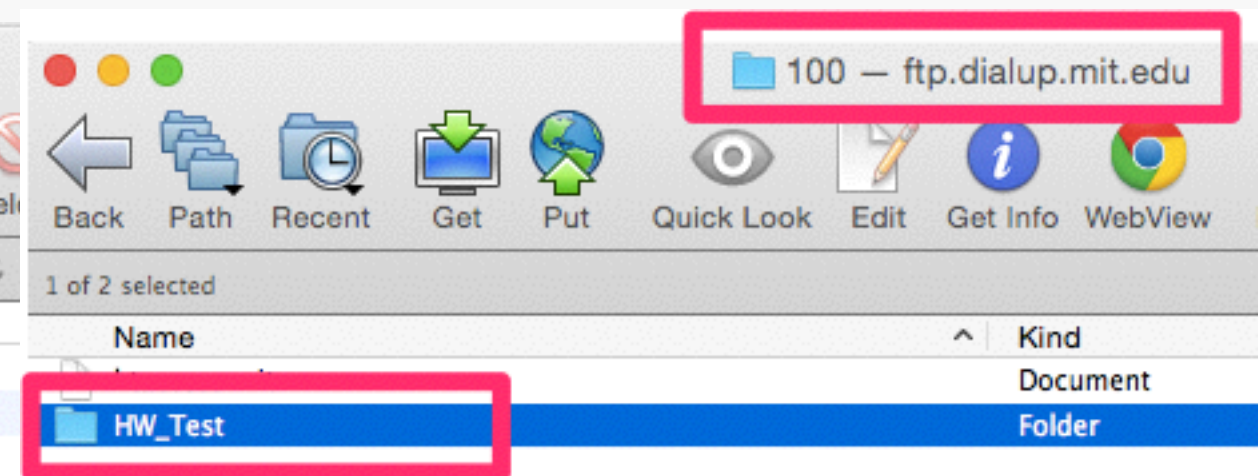 100 — ftp.dialup.mit.edu
Back Path Recent Get Put Quick Look Edit Get Info WebView
1 of 2 selected
Name Kind
Document
HW_Test Folder